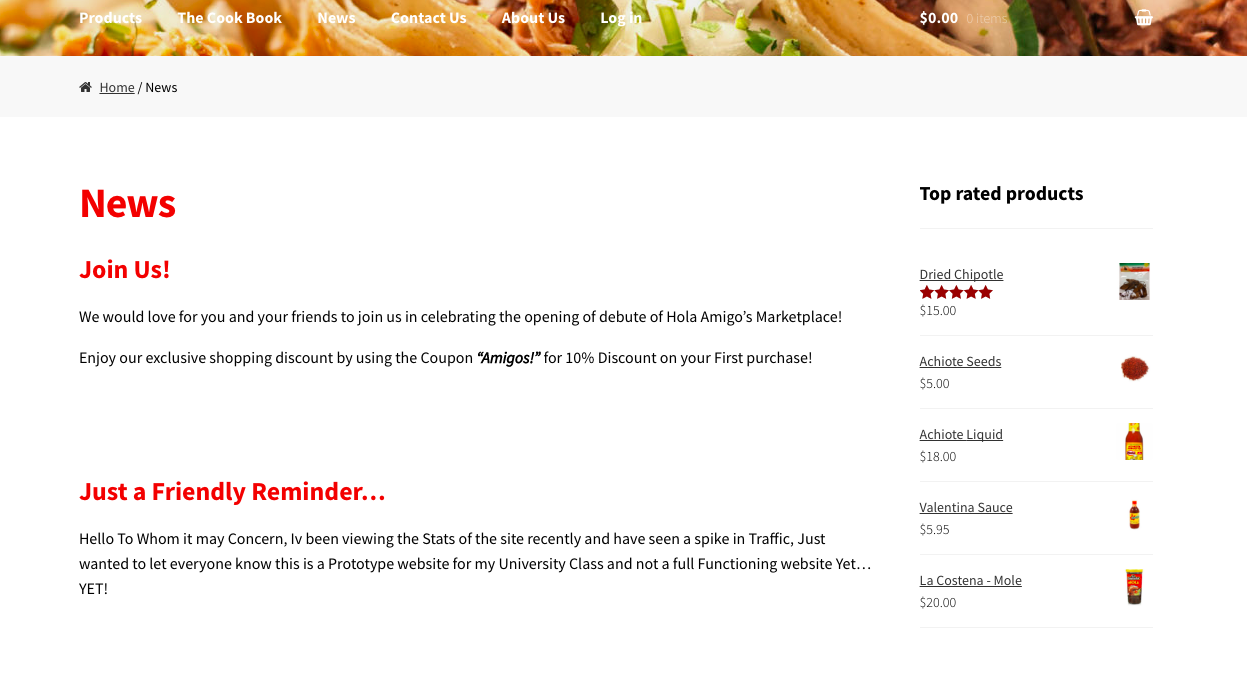 Products The Cook Book News Contact Us About Us Log in $0.00 0 items
Home / News
News
Join Us!
We would love for you and your friends to join us in celebrating the opening of debute of Hola Amigo’s Marketplace!
Enjoy our exclusive shopping discount by using the Coupon “Amigos!” for 10% Discount on your First purchase!
Just a Friendly Reminder…
Hello To Whom it may Concern, Iv been viewing the Stats of the site recently and have seen a spike in Traffic, Just
wanted to let everyone know this is a Prototype website for my University Class and not a full Functioning website Yet…
YET!
Top rated products
Dried Chipotle
$15.00
Achiote Seeds
$5.00
Achiote Liquid
$18.00
Valentina Sauce
$5.95
La Costena - Mole
$20.00